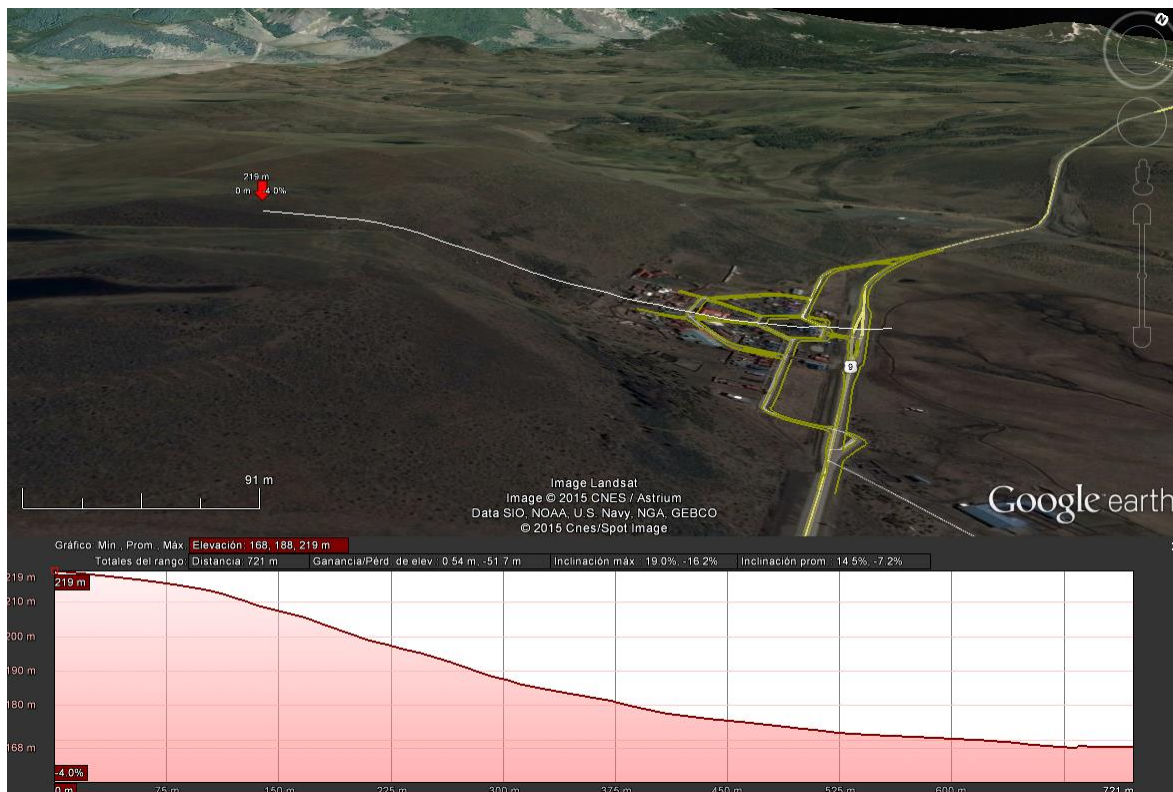 N
219 m
0 m -4.0%
9
91 m
Image Landsat
Image © 2015 CNES / Astrium
Data SIO, NOAA, U.S. Navy, NGA, GEBCO
© 2015 Cnes/Spot Image
Google earth
Gráfico: Min., Prom., Máx. Elevación: 168, 188, 219 m
Totales del rango: Distancia: 721 m Ganancia/Pérd. de elev.: 0.54 m, -51.7 m Inclinación máx.: 19.0%, -16.2% Inclinación prom.: 14.5%, -7.2%
219 m
219 m
210 m
200 m
190 m
180 m
168 m
-4.0%
0 m 75 m 150 m 225 m 300 m 375 m 450 m 525 m 600 m 721 m